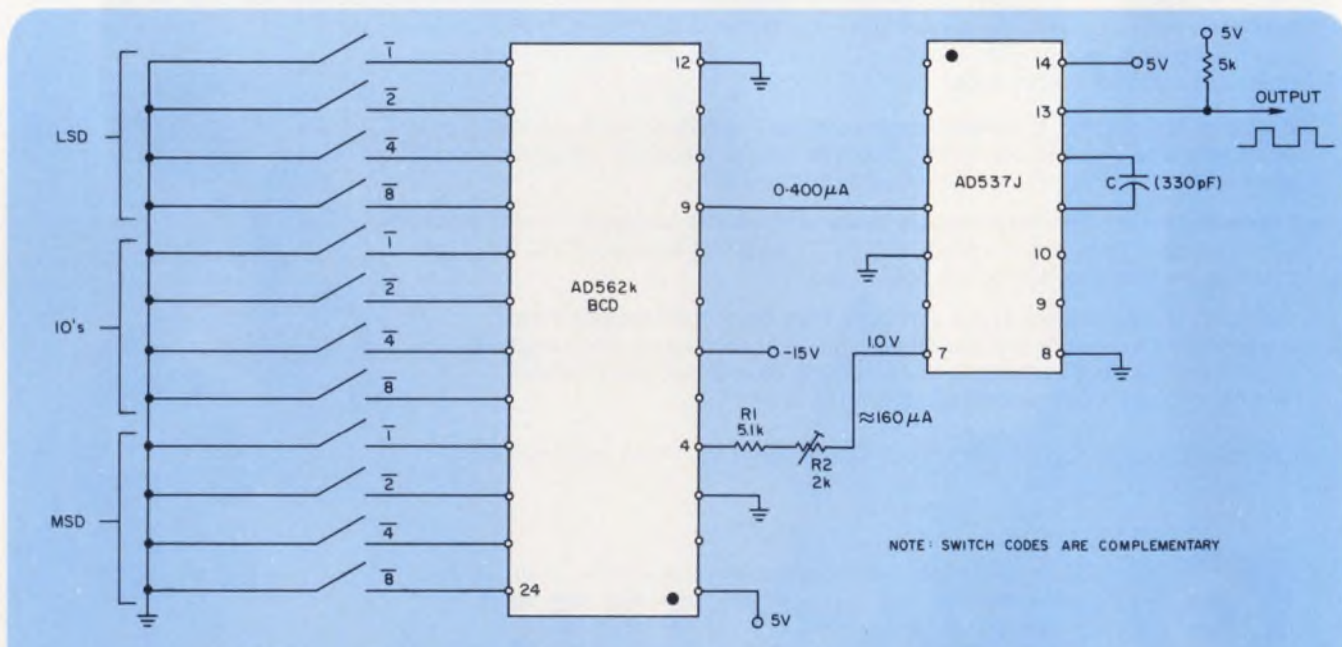 LSD
10's
MSD
1̅
2̅
4̅
8̅
1̅
2̅
4̅
8̅
1̅
2̅
4̅
8̅
12
9
AD562k
BCD
4
24
5V
-15V
R1
5.1k
R2
2k
≈160µA
1.0V
0-400µA
AD537J
7
14
13
10
9
8
5V
5V
5k
OUTPUT
C (330pF)
NOTE: SWITCH CODES ARE COMPLEMENTARY